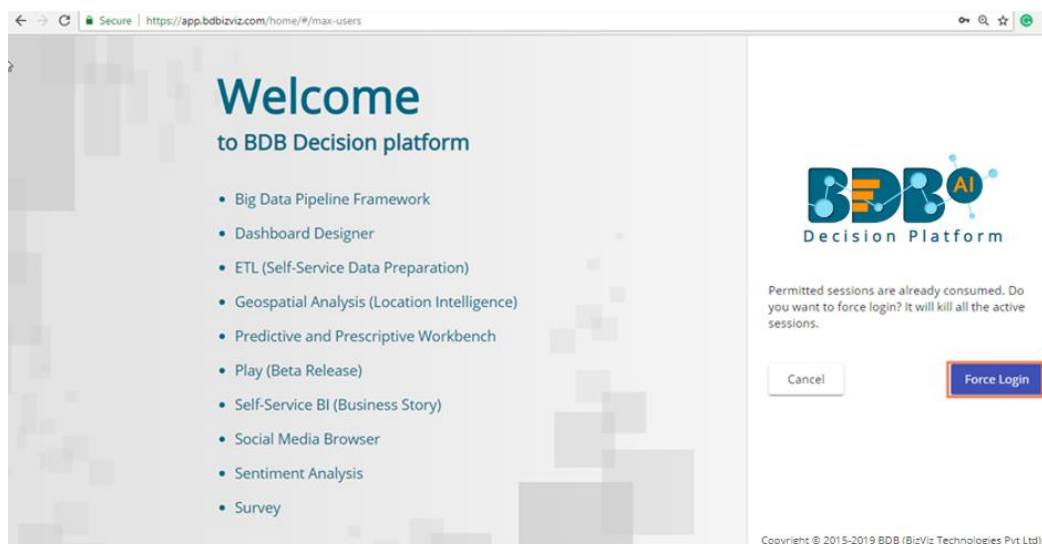 Secure | https://app.bdbizviz.com/home/#/max-users
Welcome
to BDB Decision platform
• Big Data Pipeline Framework
• Dashboard Designer
• ETL (Self-Service Data Preparation)
• Geospatial Analysis (Location Intelligence)
• Predictive and Prescriptive Workbench
• Play (Beta Release)
• Self-Service BI (Business Story)
• Social Media Browser
• Sentiment Analysis
• Survey
BDB AI
Decision Platform
Permitted sessions are already consumed. Do
you want to force login? It will kill all the active
sessions.
Cancel
Force Login
Copyright © 2015-2019 BDB (BizViz Technologies Pvt Ltd)